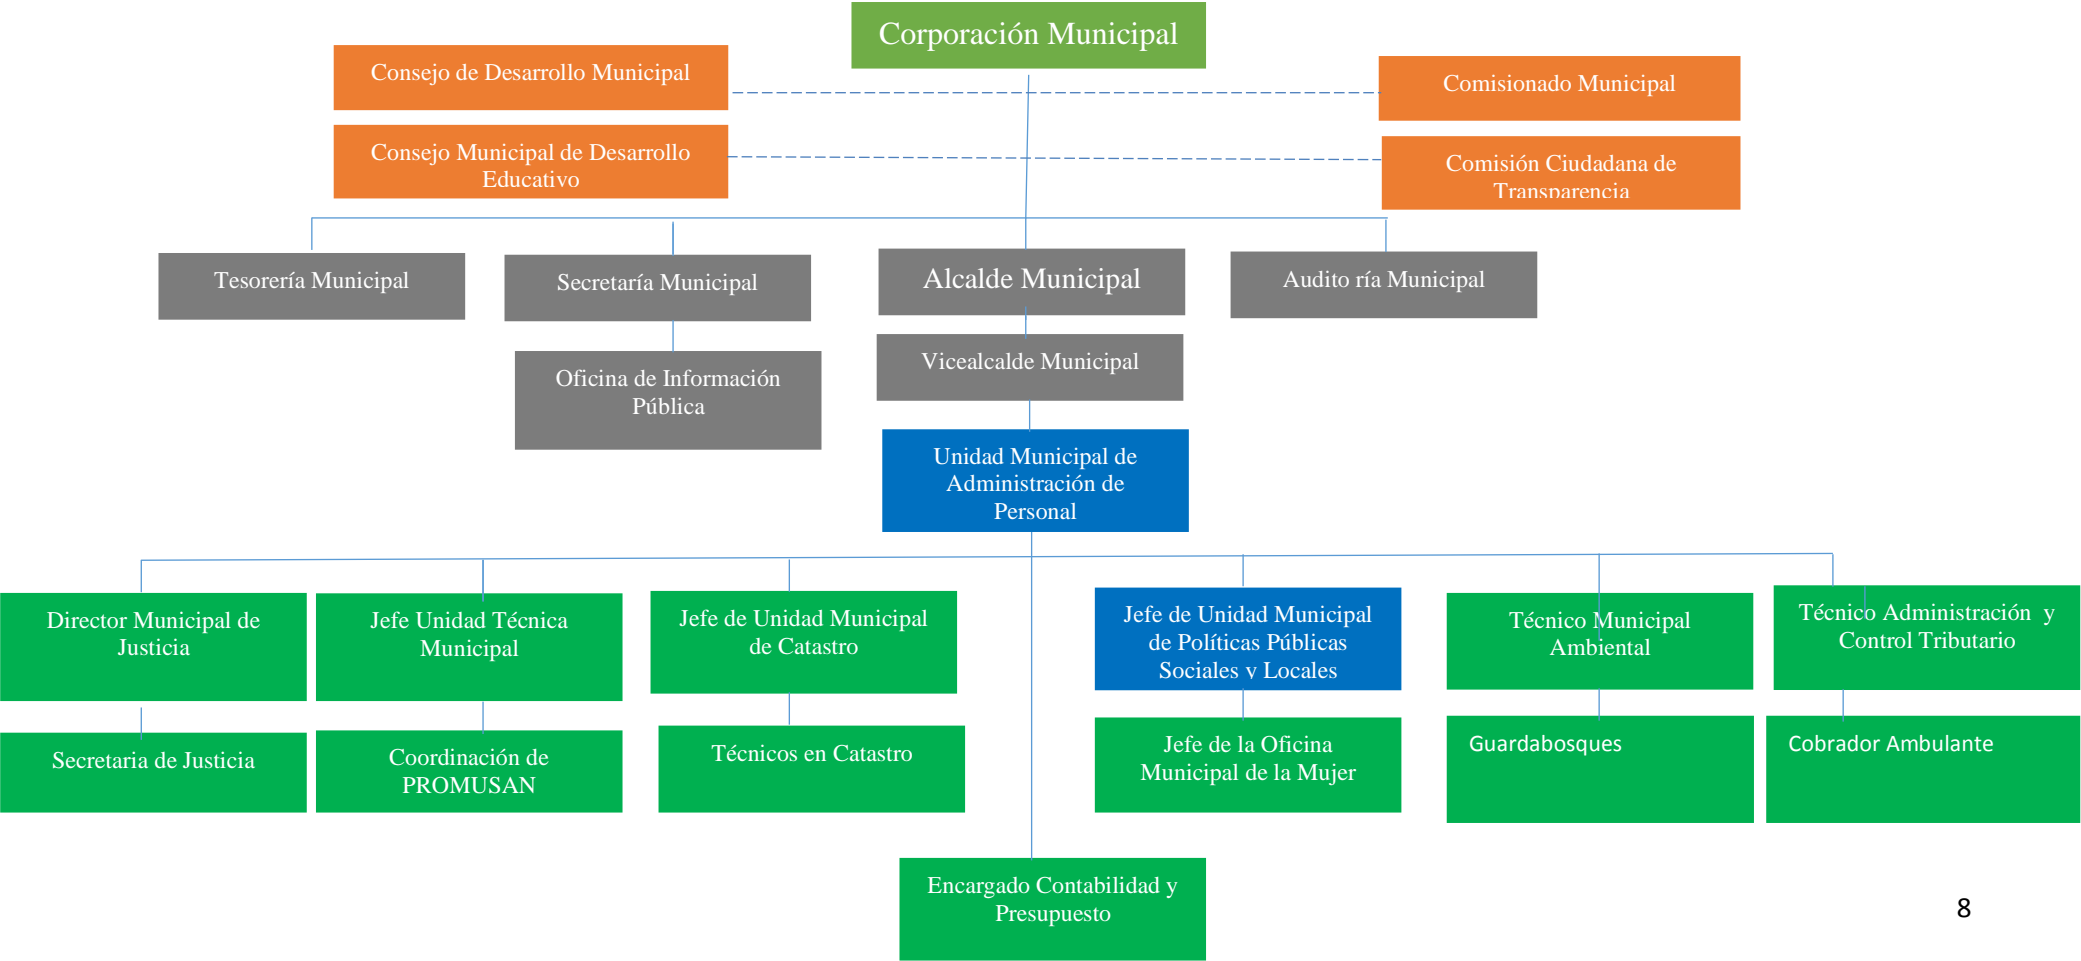 Corporación Municipal
Consejo de Desarrollo Municipal
Comisionado Municipal
Consejo Municipal de Desarrollo
Educativo
Comisión Ciudadana de
Transparencia
Tesorería Municipal
Secretaría Municipal
Alcalde Municipal
Audito ría Municipal
Oficina de Información
Pública
Vicealcalde Municipal
Unidad Municipal de
Administración de
Personal
Director Municipal de
Justicia
Jefe Unidad Técnica
Municipal
Jefe de Unidad Municipal
de Catastro
Jefe de Unidad Municipal
de Políticas Públicas
Sociales y Locales
Técnico Municipal
Ambiental
Técnico Administración y
Control Tributario
Secretaria de Justicia
Coordinación de
PROMUSAN
Técnicos en Catastro
Jefe de la Oficina
Municipal de la Mujer
Guardabosques
Cobrador Ambulante
Encargado Contabilidad y
Presupuesto
8